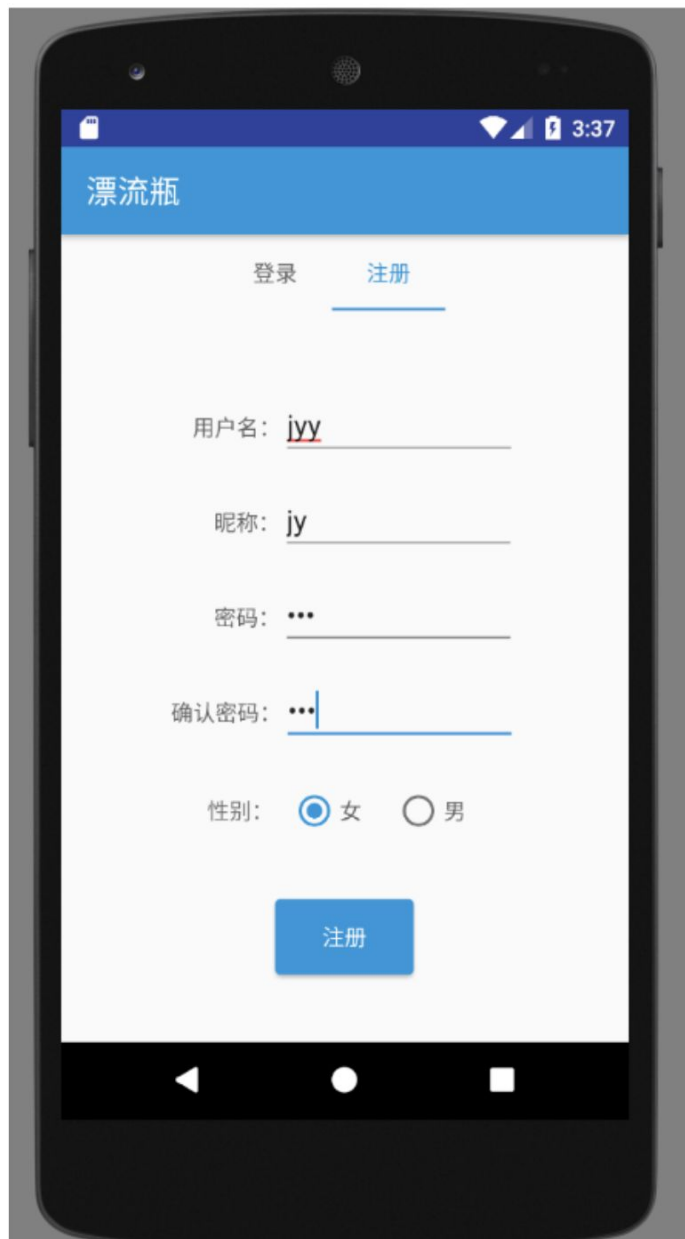 3:37
漂流瓶
登录 注册
用户名： jyy
昵称： jy
密码： •••
确认密码： •••
性别： 女 男
注册